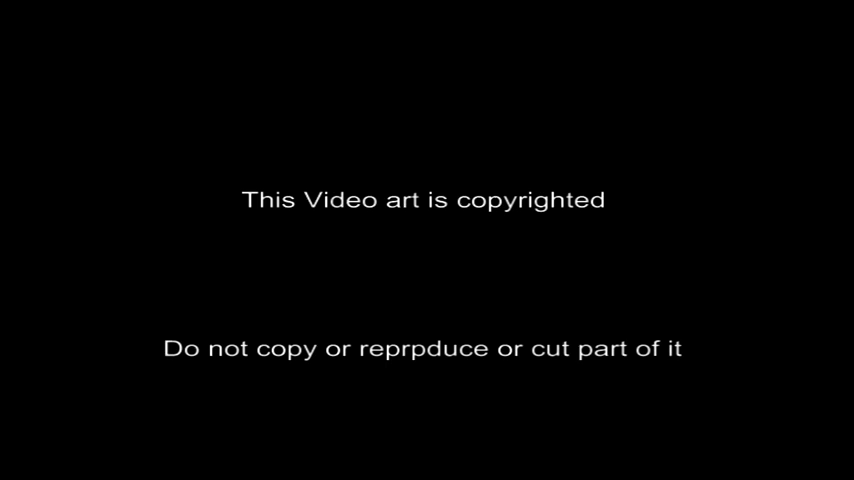 This Video art is copyrighted
Do not copy or reprpduce or cut part of it